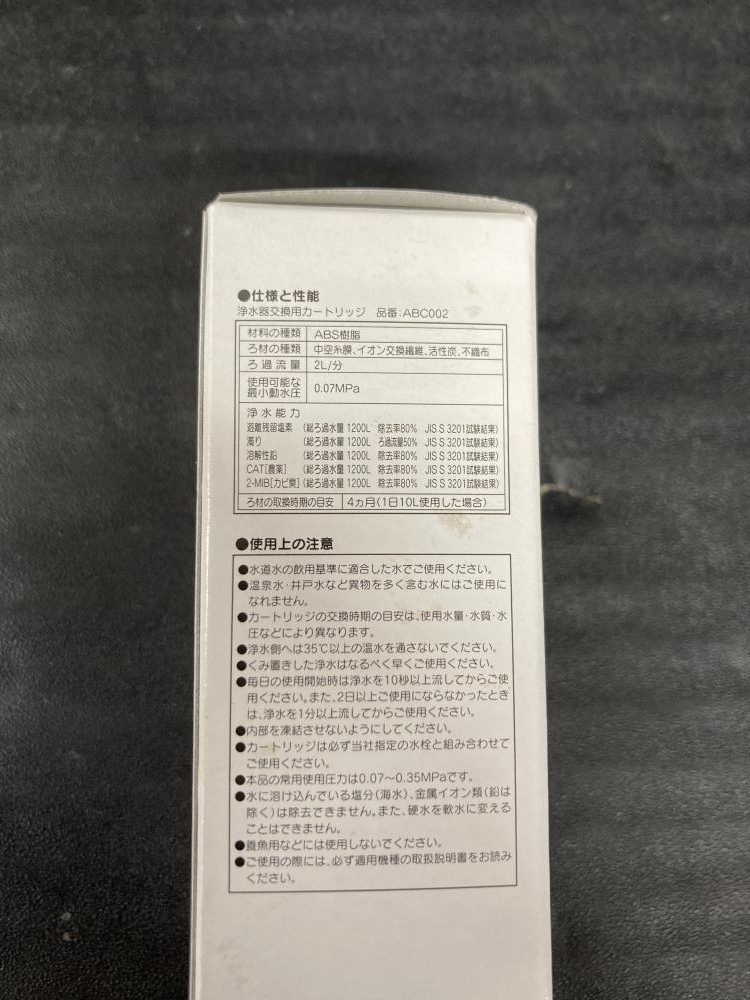 ●仕様と性能
浄水器交換用カートリッジ 品番:ABC002
材料の種類 ABS樹脂
ろ材の種類 中空糸膜、イオン交換繊維、活性炭、不織布
ろ過流量 2L/分
使用可能な
最小動水圧 0.07MPa
浄水能力
遊離残留塩素 (総ろ過水量 1200L 除去率80% JIS S 3201試験結果)
濁り (総ろ過水量 1200L ろ過流量50% JIS S 3201試験結果)
溶解性鉛 (総ろ過水量 1200L 除去率80% JIS S 3201試験結果)
CAT[農薬] (総ろ過水量 1200L 除去率80% JIS S 3201試験結果)
2-MIB[カビ臭] (総ろ過水量 1200L 除去率80% JIS S 3201試験結果)
ろ材の取換時期の目安 4ヵ月(1日10L使用した場合)
●使用上の注意
●水道水の飲用基準に適合した水でご使用ください。
●温泉水・井戸水など異物を多く含む水にはご使用に
なれません。
●カートリッジの交換時期の目安は、使用水量・水質・水
圧などにより異なります。
●浄水側へは35℃以上の温水を通さないでください。
●くみ置きした浄水はなるべく早くご使用ください。
●毎日の使用開始時は浄水を10秒以上流してからご使
用ください。また、2日以上ご使用にならなかったとき
は、浄水を1分以上流してからご使用ください。
●内部を凍結させないようにしてください。
●カートリッジは必ず当社指定の水栓と組み合わせて
ご使用ください。
●本品の常用使用圧力は0.07～0.35MPaです。
●水に溶け込んでいる塩分(海水)、金属イオン類(鉛は
除く)は除去できません。また、硬水を軟水に変える
ことはできません。
●養魚用などには使用しないでください。
●ご使用の際には、必ず適用機種の取扱説明書をお読み
ください。